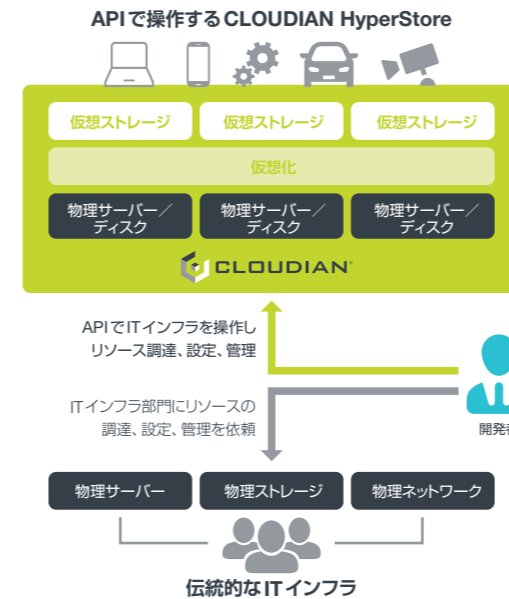 APIで操作するCLOUDIAN HyperStore
仮想ストレージ 仮想ストレージ 仮想ストレージ
仮想化
物理サーバー／
ディスク
物理サーバー／
ディスク
物理サーバー／
ディスク
CLOUDIAN®
APIでITインフラを操作し
リソース調達、設定、管理
ITインフラ部門にリソースの
調達、設定、管理を依頼
開発者
物理サーバー 物理ストレージ 物理ネットワーク
伝統的なITインフラ